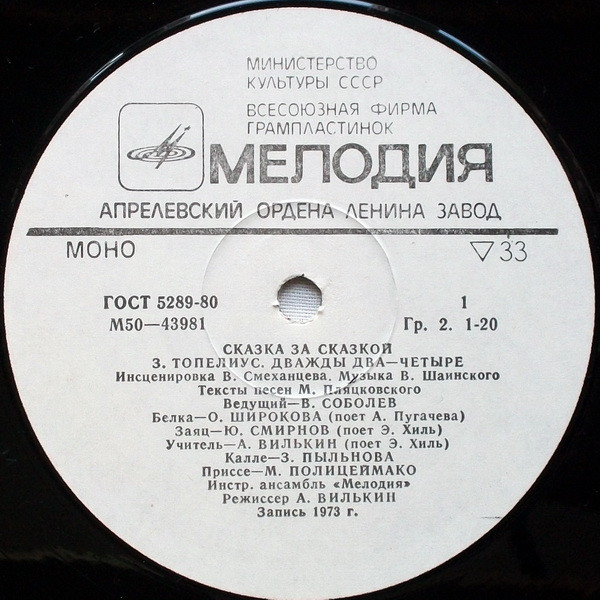 МИНИСТЕРСТВО
КУЛЬТУРЫ СССР
ВСЕСОЮЗНАЯ ФИРМА
ГРАМПЛАСТИНОК
МЕЛОДИЯ
АПРЕЛЕВСКИЙ ОРДЕНА ЛЕНИНА ЗАВОД
МОНО ▽33
ГОСТ 5289-80 1
М50—43981 Гр. 2. 1-20
СКАЗКА ЗА СКАЗКОЙ
З. ТОПЕЛИУС. ДВАЖДЫ ДВА—ЧЕТЫРЕ
Инсценировка В. Смеханцева. Музыка В. Шаинского
Тексты песен М. Пляцковского
Ведущий—В. СОБОЛЕВ
Белка—О. ШИРОКОВА (поет А. Пугачева)
Заяц—Ю. СМИРНОВ (поет Э. Хиль)
Учитель—А. ВИЛЬКИН (поет Э. Хиль)
Калле—З. ПЫЛЬНОВА
Приссе—М. ПОЛИЦЕЙМАКО
Инстр. ансамбль «Мелодия»
Режиссер А. ВИЛЬКИН
Запись 1973 г.